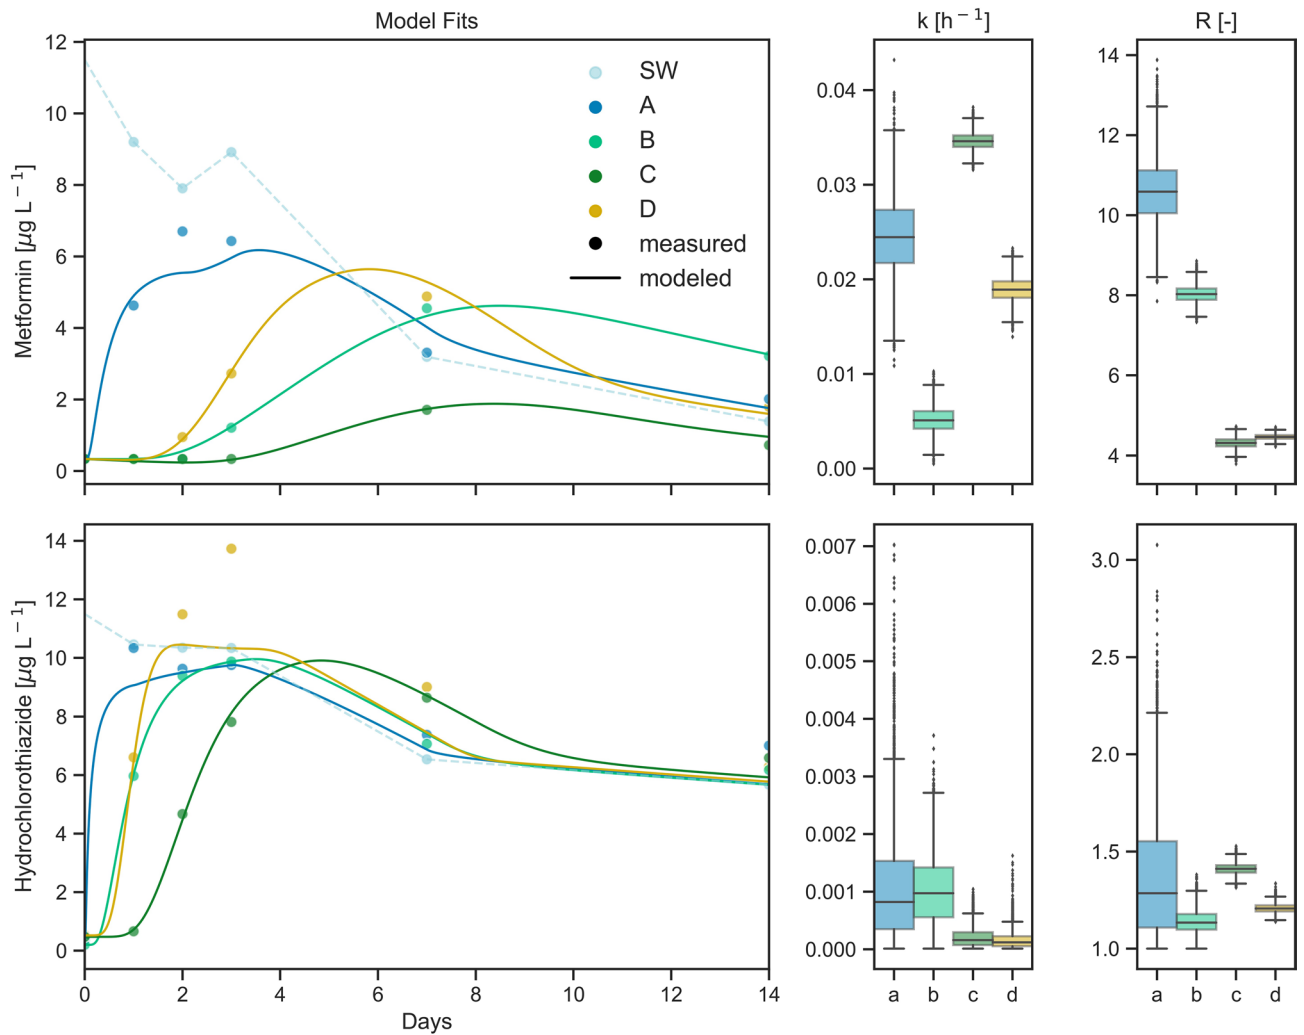 Model Fits
k [h⁻¹]
R [-]
Metformin [µg L⁻¹]
12
10
8
6
4
2
0
SW
A
B
C
D
measured
modeled
0.04
0.03
0.02
0.01
0.00
14
12
10
8
6
4
Hydrochlorothiazide [µg L⁻¹]
14
12
10
8
6
4
2
0
0 2 4 6 8 10 12 14
Days
0.007
0.006
0.005
0.004
0.003
0.002
0.001
0.000
a b c d
3.0
2.5
2.0
1.5
1.0
a b c d